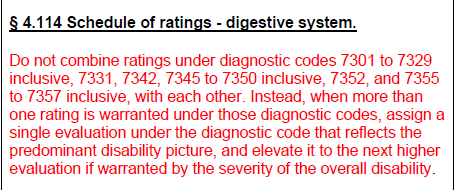 § 4.114 Schedule of ratings - digestive system.
Do not combine ratings under diagnostic codes 7301 to 7329
inclusive, 7331, 7342, 7345 to 7350 inclusive, 7352, and 7355
to 7357 inclusive, with each other. Instead, when more than
one rating is warranted under those diagnostic codes, assign a
single evaluation under the diagnostic code that reflects the
predominant disability picture, and elevate it to the next higher
evaluation if warranted by the severity of the overall disability.